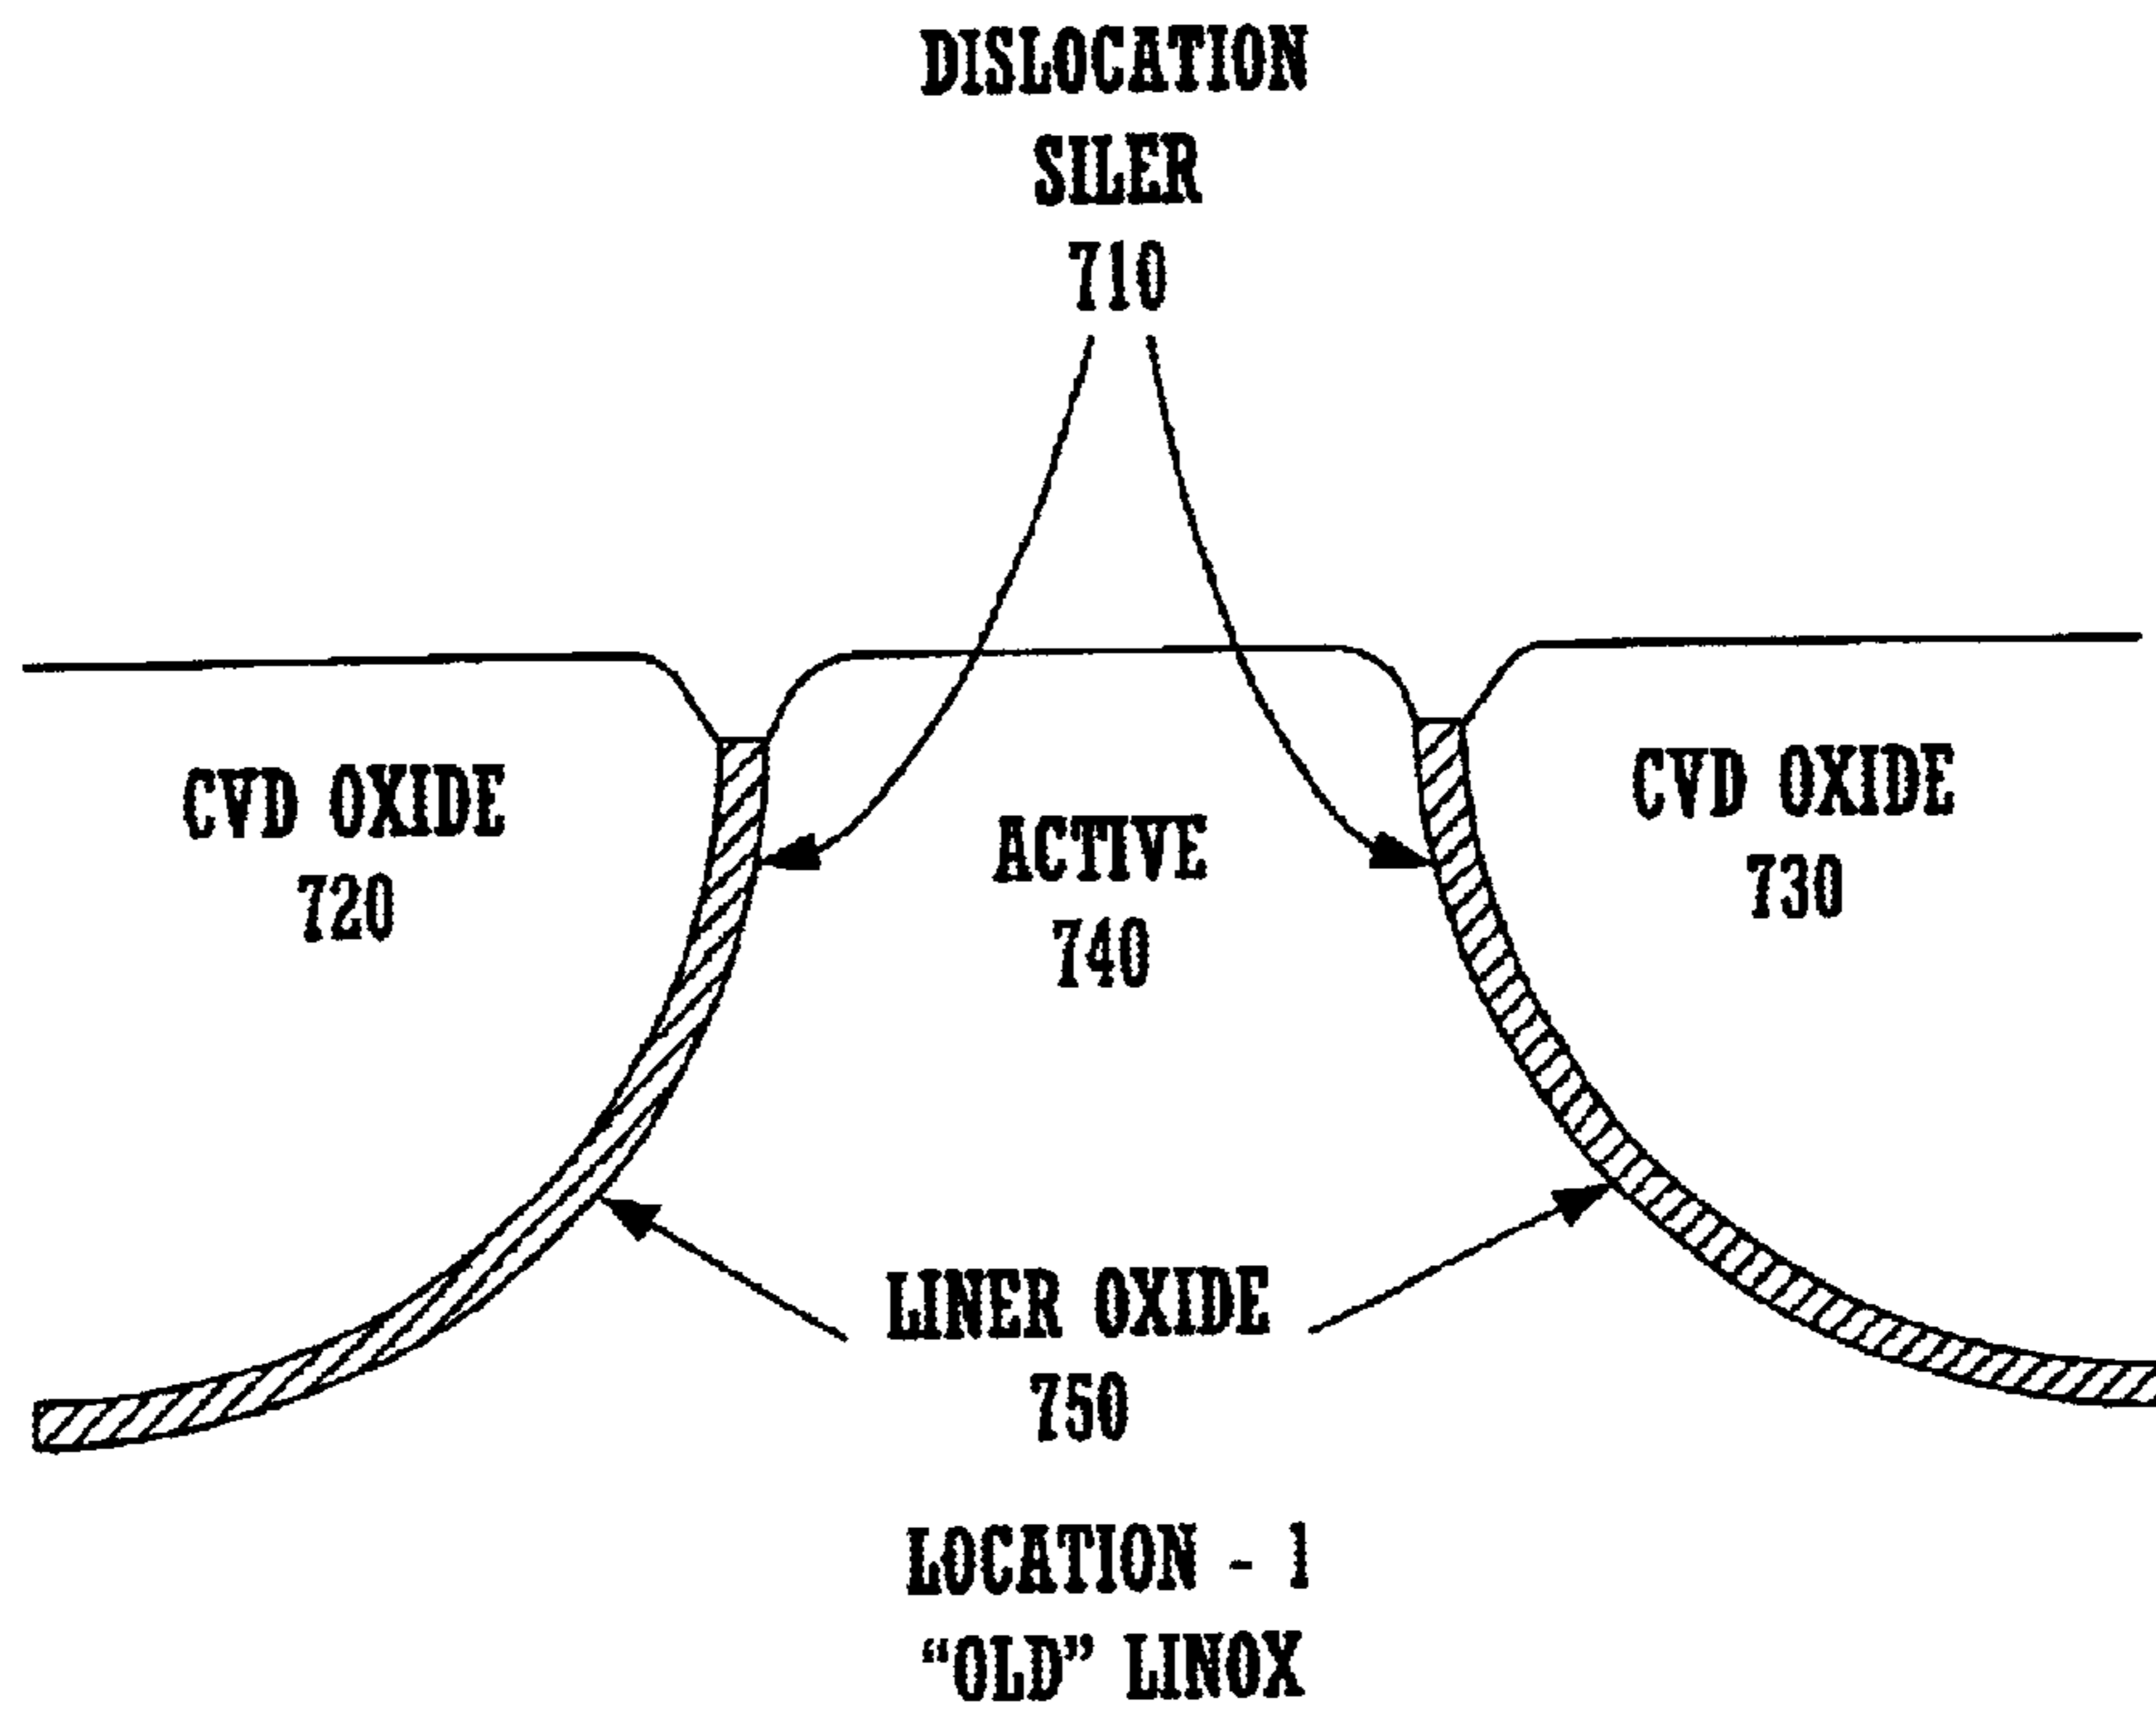 DISLOCATION
SILER
710
CVD OXIDE
720
ACTIVE
740
CVD OXIDE
730
LINER OXIDE
750
LOCATION - 1
“OLD” LINOX